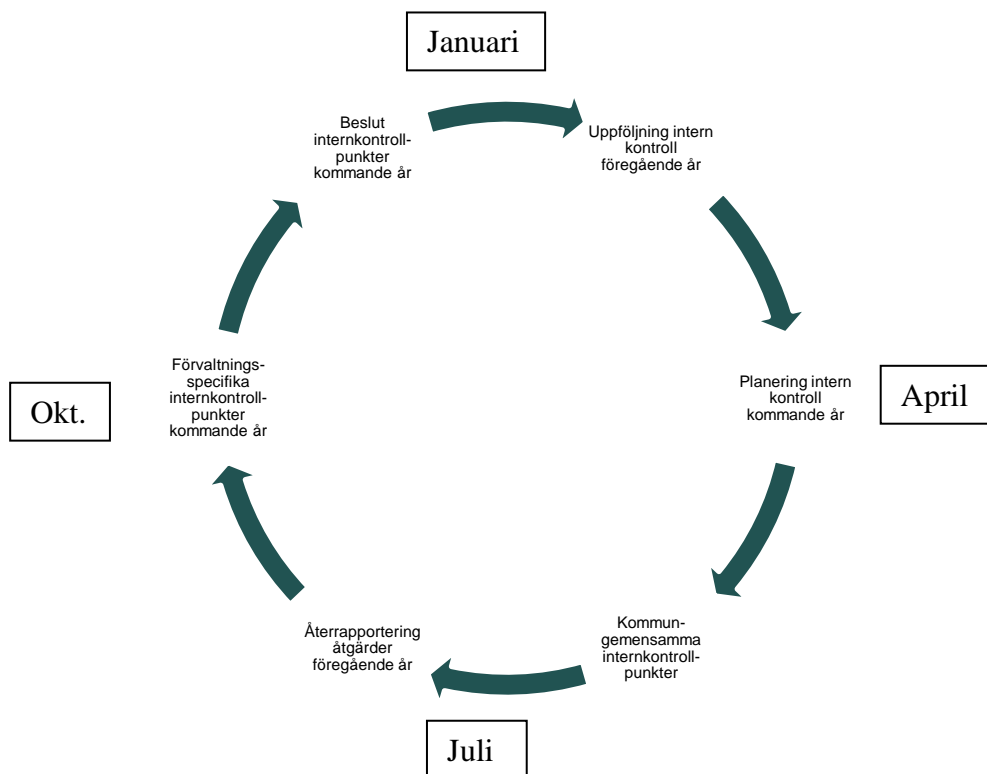 Januari
Beslut
internkontroll-
punkter
kommande år
Uppföljning intern
kontroll
föregående år
Planering intern
kontroll
kommande år
April
Kommun-
gemensamma
internkontroll-
punkter
Juli
Återrapportering
åtgärder
föregående år
Okt.
Förvaltnings-
specifika
internkontroll-
punkter
kommande år